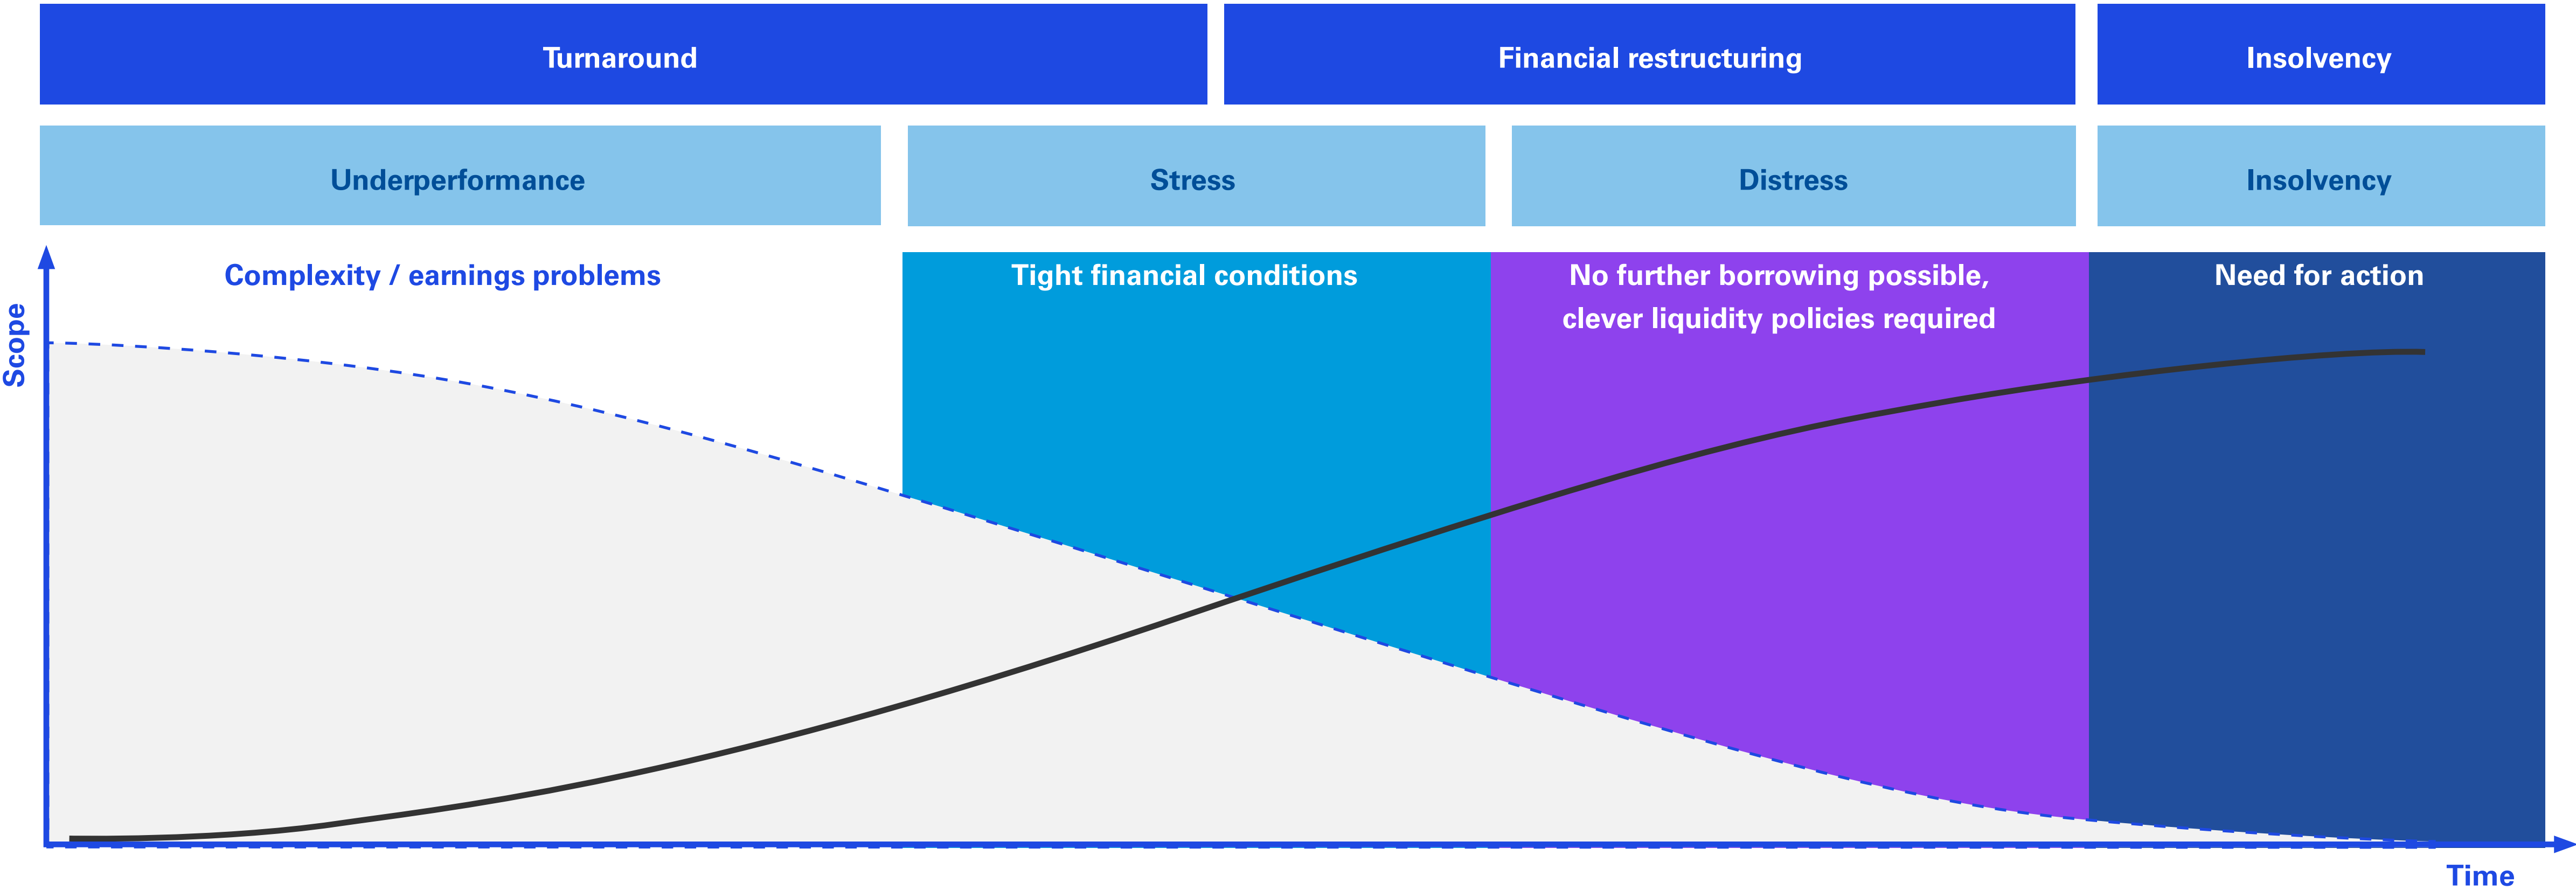 Turnaround
Financial restructuring
Insolvency
Underperformance
Stress
Distress
Insolvency
Complexity / earnings problems
Tight financial conditions
No further borrowing possible,
clever liquidity policies required
Need for action
Scope
Time